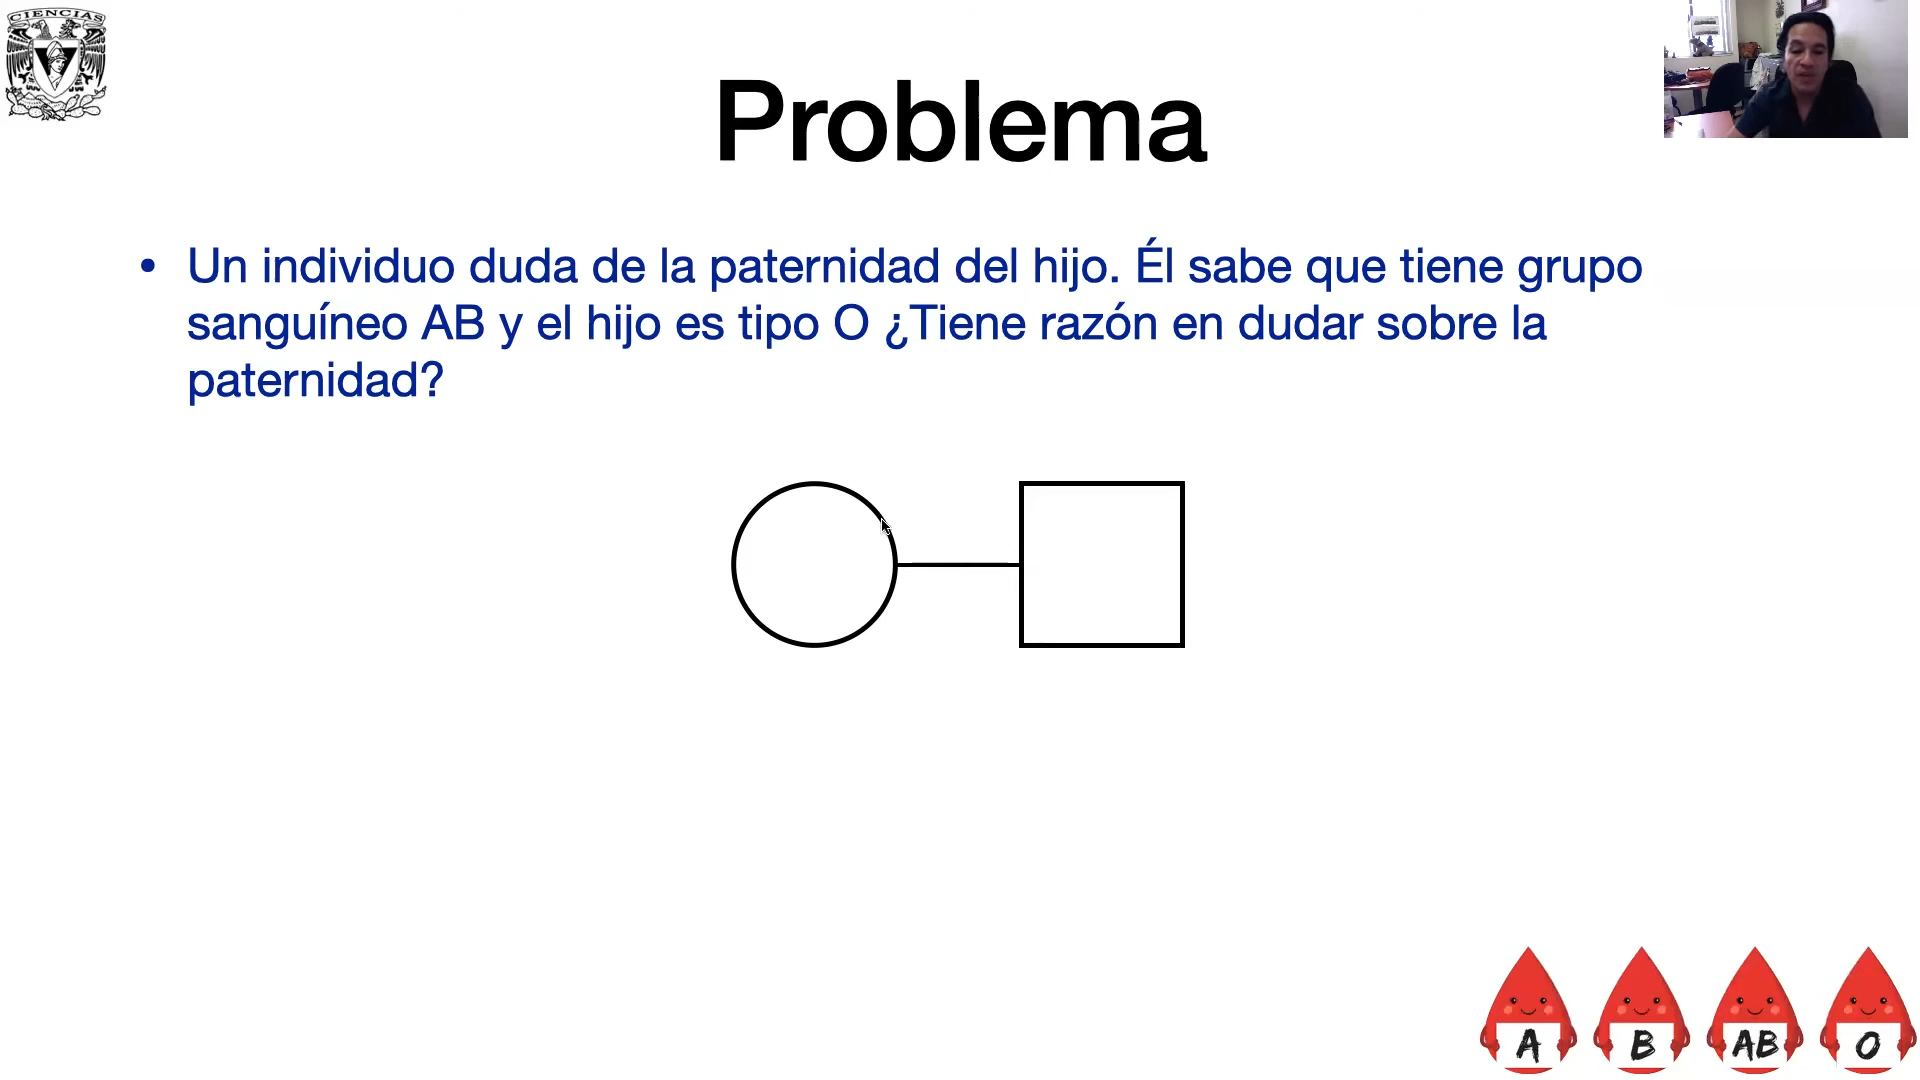 CIENCIAS
Problema
• Un individuo duda de la paternidad del hijo. Él sabe que tiene grupo
sanguíneo AB y el hijo es tipo O ¿Tiene razón en dudar sobre la
paternidad?
A
B
AB
O